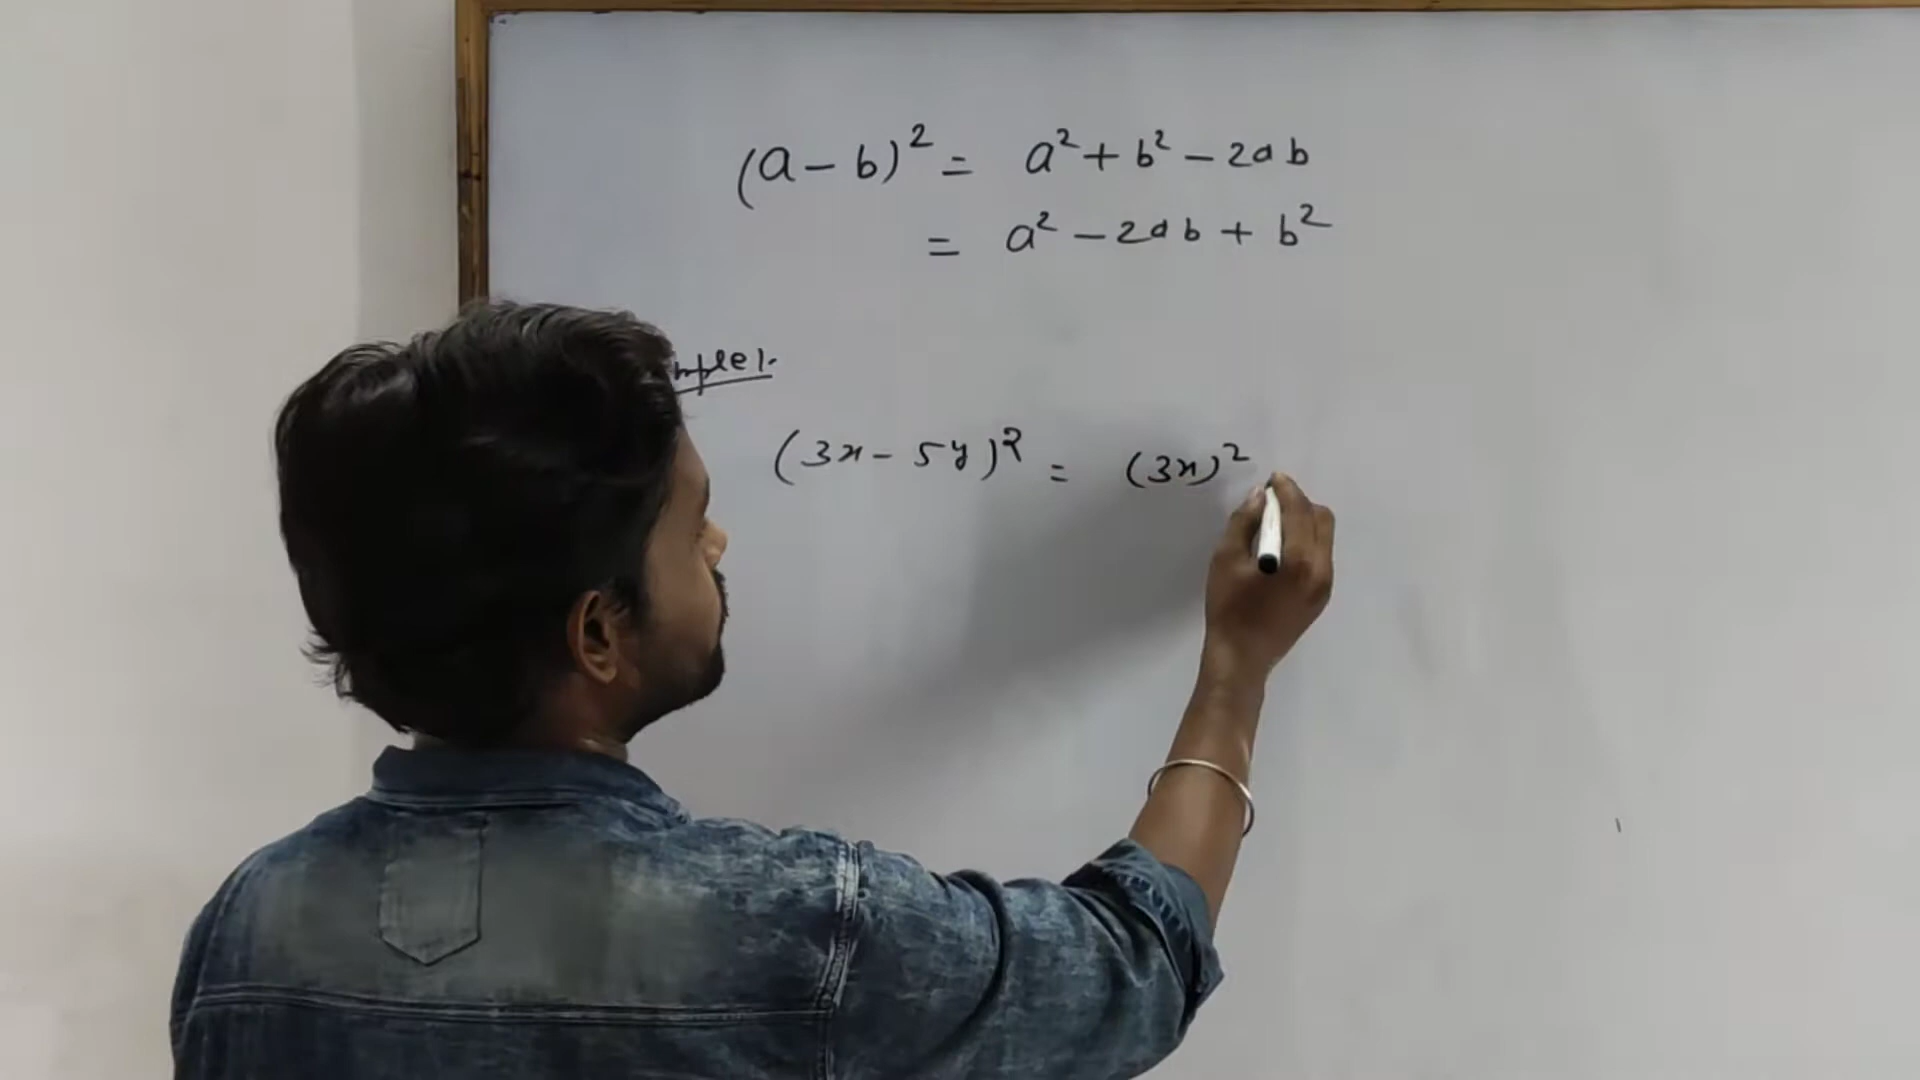 (a-b)² = a² + b² - 2ab
= a² - 2ab + b²
(3x - 5y)² = (3x)²